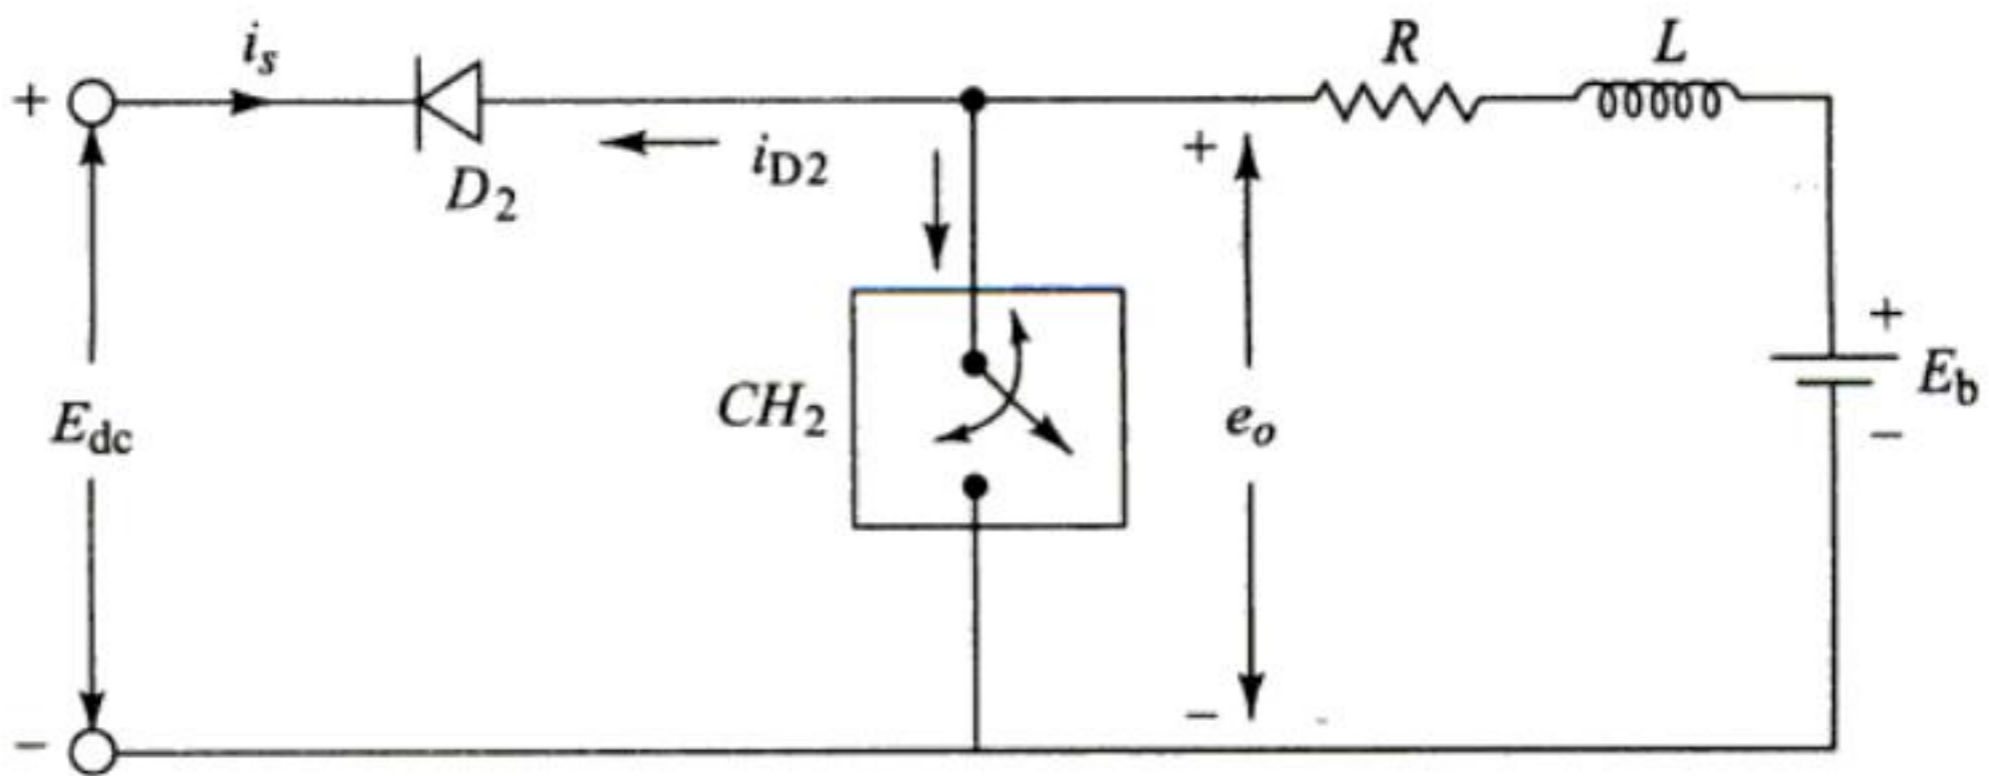 i_s
R
L
+
D_2
i_D2
+
E_dc
CH_2
e_o
+
E_b
−
−
−